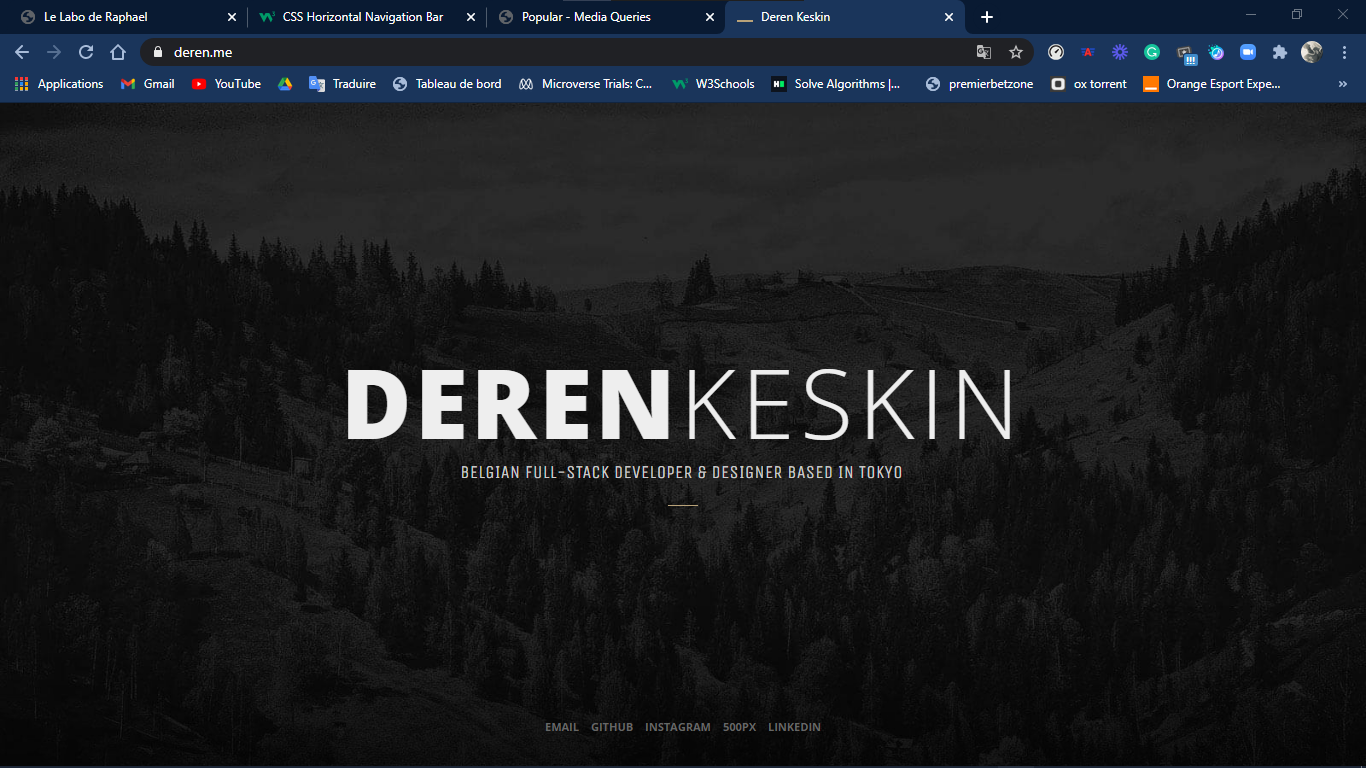 Le Labo de Raphael
CSS Horizontal Navigation Bar
Popular - Media Queries
Deren Keskin
deren.me
Applications
Gmail
YouTube
Traduire
Tableau de bord
Microverse Trials: C...
W3Schools
Solve Algorithms |...
premierbetzone
ox torrent
Orange Esport Expe...
DERENKESKIN
BELGIAN FULL-STACK DEVELOPER & DESIGNER BASED IN TOKYO
EMAIL GITHUB INSTAGRAM 500PX LINKEDIN